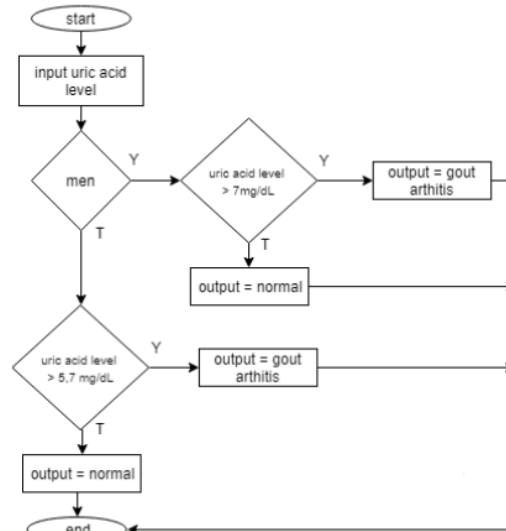 start
input uric acid
level
men
Y
uric acid level
> 7mg/dL
Y
output = gout
arthitis
T
T
output = normal
uric acid level
> 5,7 mg/dL
Y
output = gout
arthitis
T
output = normal
end